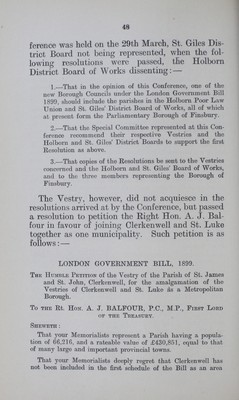 48
ference was held on the 29th March, St. Giles Dis-
trict Board not being represented, when the fol-
lowing resolutions were passed, the Holborn
District Board of Works dissenting:—
1.—That in the opinion of this Conference, one of the
new Borough Councils under the London Government Bill
1899, should include the parishes in the Holborn Poor Law
Union and St. Giles' District Board of Works, all of which
at present form the Parliamentary Borough of Finsbury.
2.—That the Special Committee represented at this Con-
ference recommend their respective Vestries and the
Holborn and St. Giles' Districts Boards to support the first
Resolution as above.
3.—That copies of the Resolutions be sent to the Vestries
concerned and the Holborn and St. Giles' Board of Works,
and to the three members representing the Borough of
Finsbury.
The Vestry, however, did not acquiesce in the
resolutions arrived at by the Conference, but passed
a resolution to petition the Right Hon. A. J. Bal-
four in favour of joining Clerkenwell and St. Luke
together as one municipality. Such petition is as
follows:—
LONDON GOVERNMENT BILL, 1899.
The Humble Petition of the Vestry of the Parish of St. James
and St. John, Clerkenwell, for the amalgamation of the
Vestries of Clerkenwell and St. Luke as a Metropolitan
Borough.
To the Rt. Hon. A. J. BALFOUR, P.C., M.P., First Lord
of the Treasury.
Sheweth:
That your Memorialists represent a Parish having a popula-
tion of 66,216, and a rateable value of £430,851, equal to that
of many large and important provincial towns.
That your Memorialists deeply regret that Clerkenwell has
not been included in the first schedule of the Bill as an area